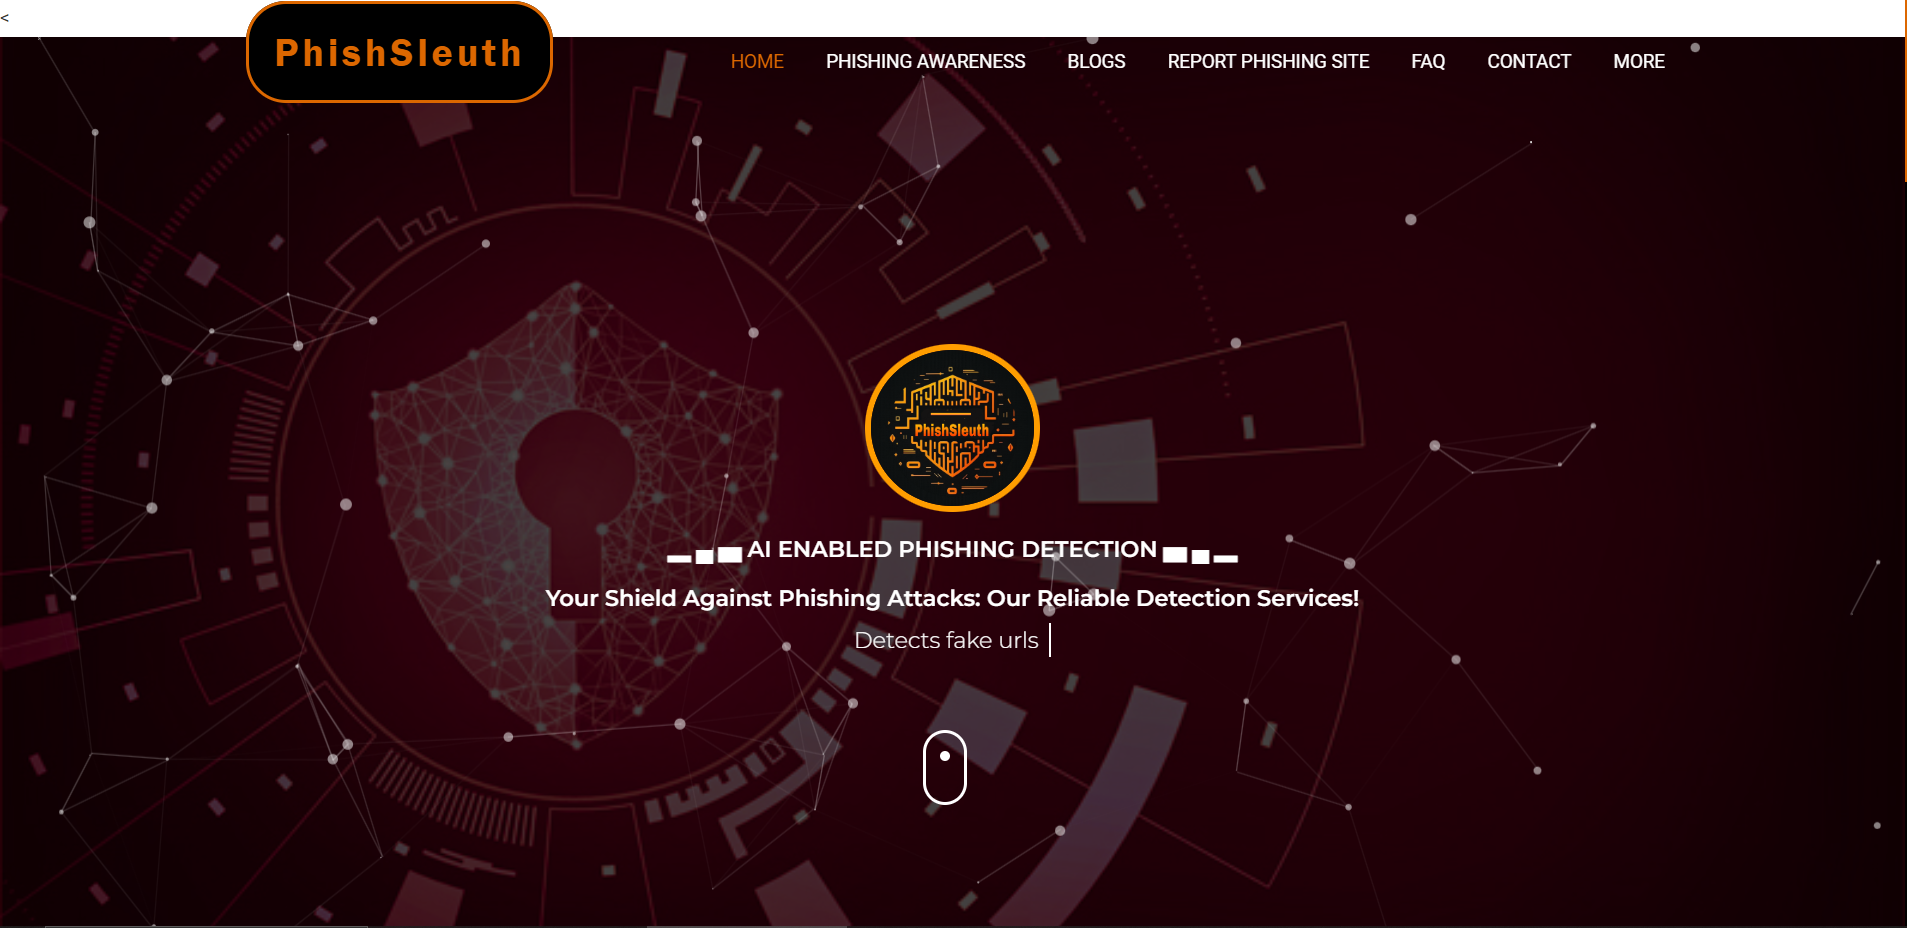 <
PhishSleuth
HOME PHISHING AWARENESS BLOGS REPORT PHISHING SITE FAQ CONTACT MORE
PhishSleuth
▂ ▄ ▆ AI ENABLED PHISHING DETECTION ▆ ▄ ▂
Your Shield Against Phishing Attacks: Our Reliable Detection Services!
Detects fake urls